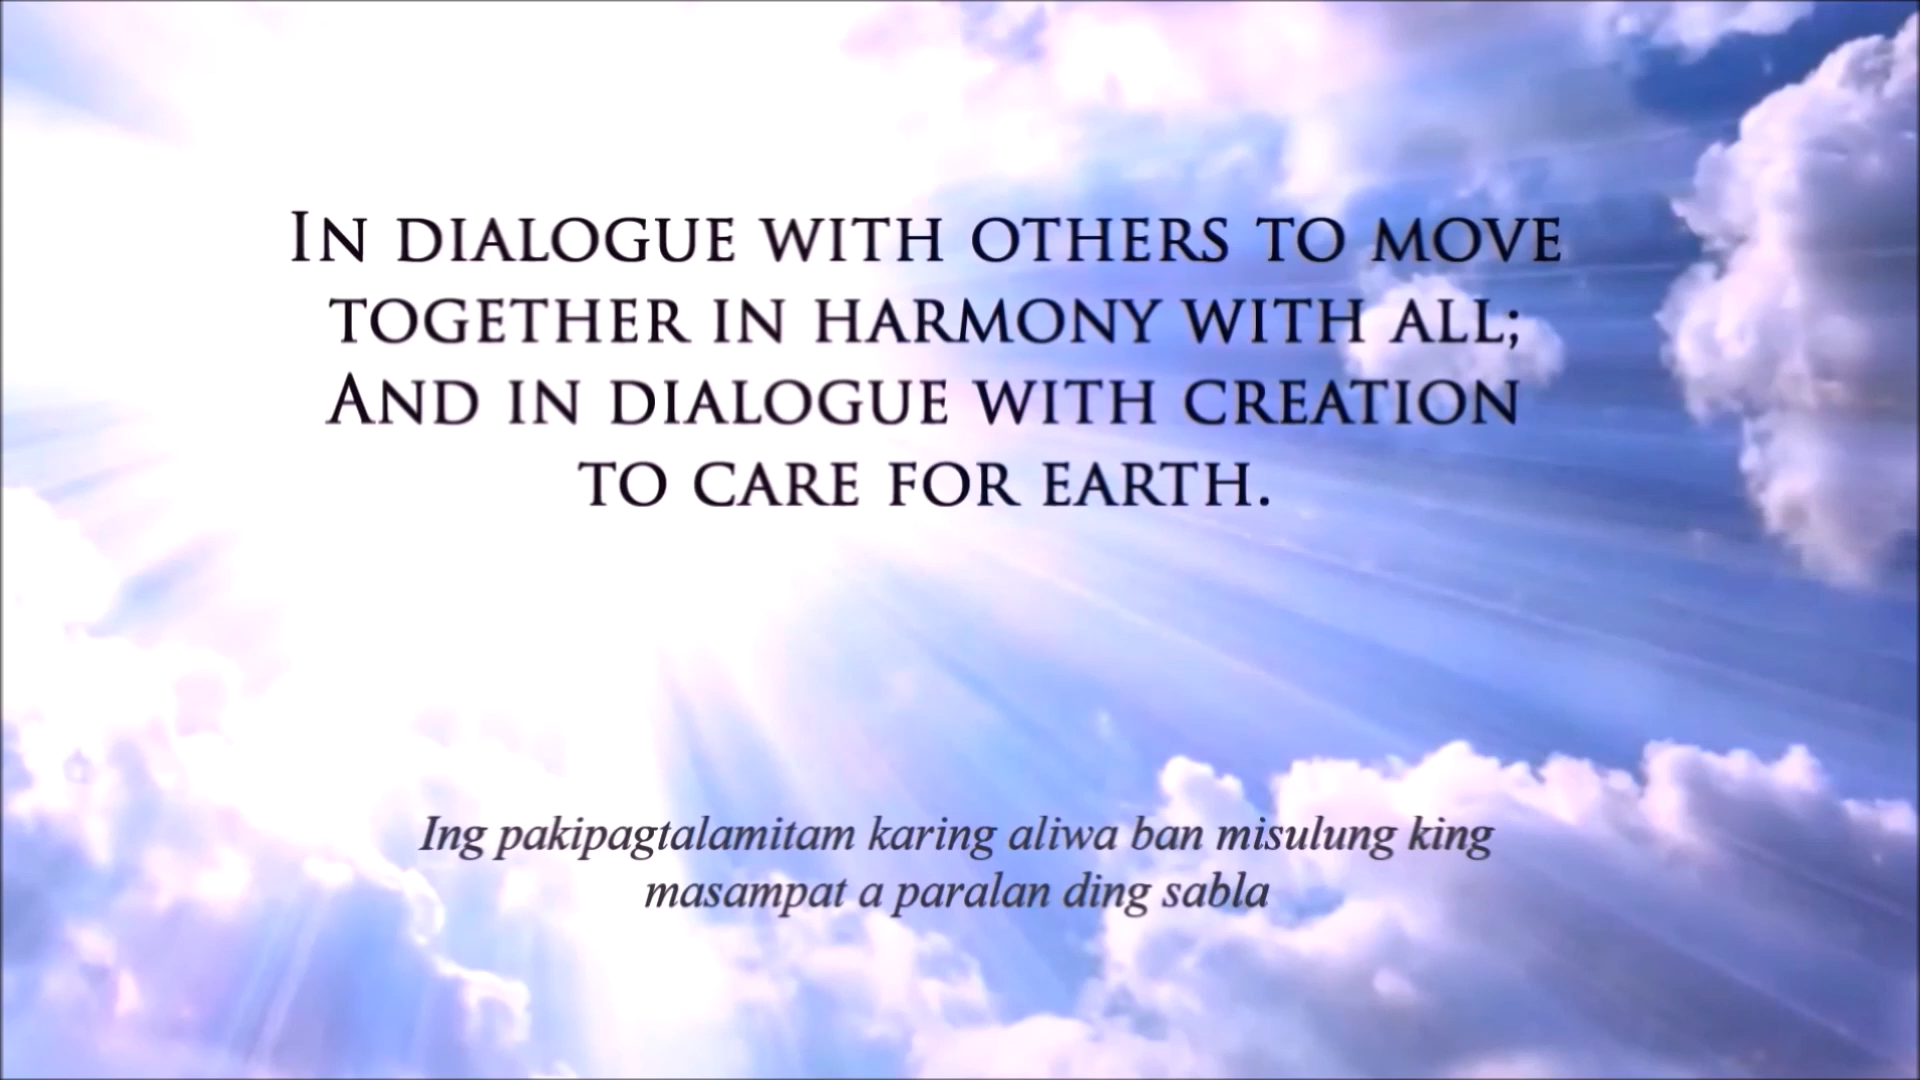 In dialogue with others to move
together in harmony with all;
And in dialogue with creation
to care for earth.
Ing pakipagtalamitam karing aliwa ban misulung king
masampat a paralan ding sabla